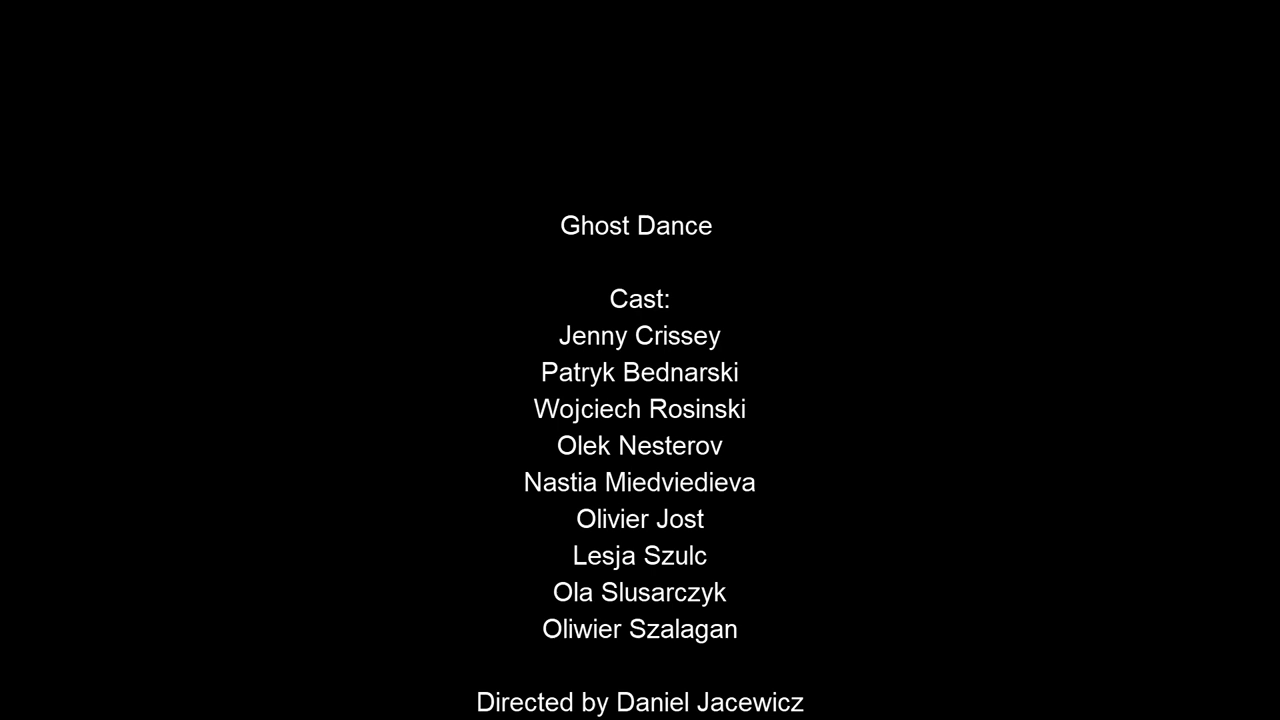 Ghost Dance
Cast:
Jenny Crissey
Patryk Bednarski
Wojciech Rosinski
Olek Nesterov
Nastia Miedviedieva
Olivier Jost
Lesja Szulc
Ola Slusarczyk
Oliwier Szalagan
Directed by Daniel Jacewicz